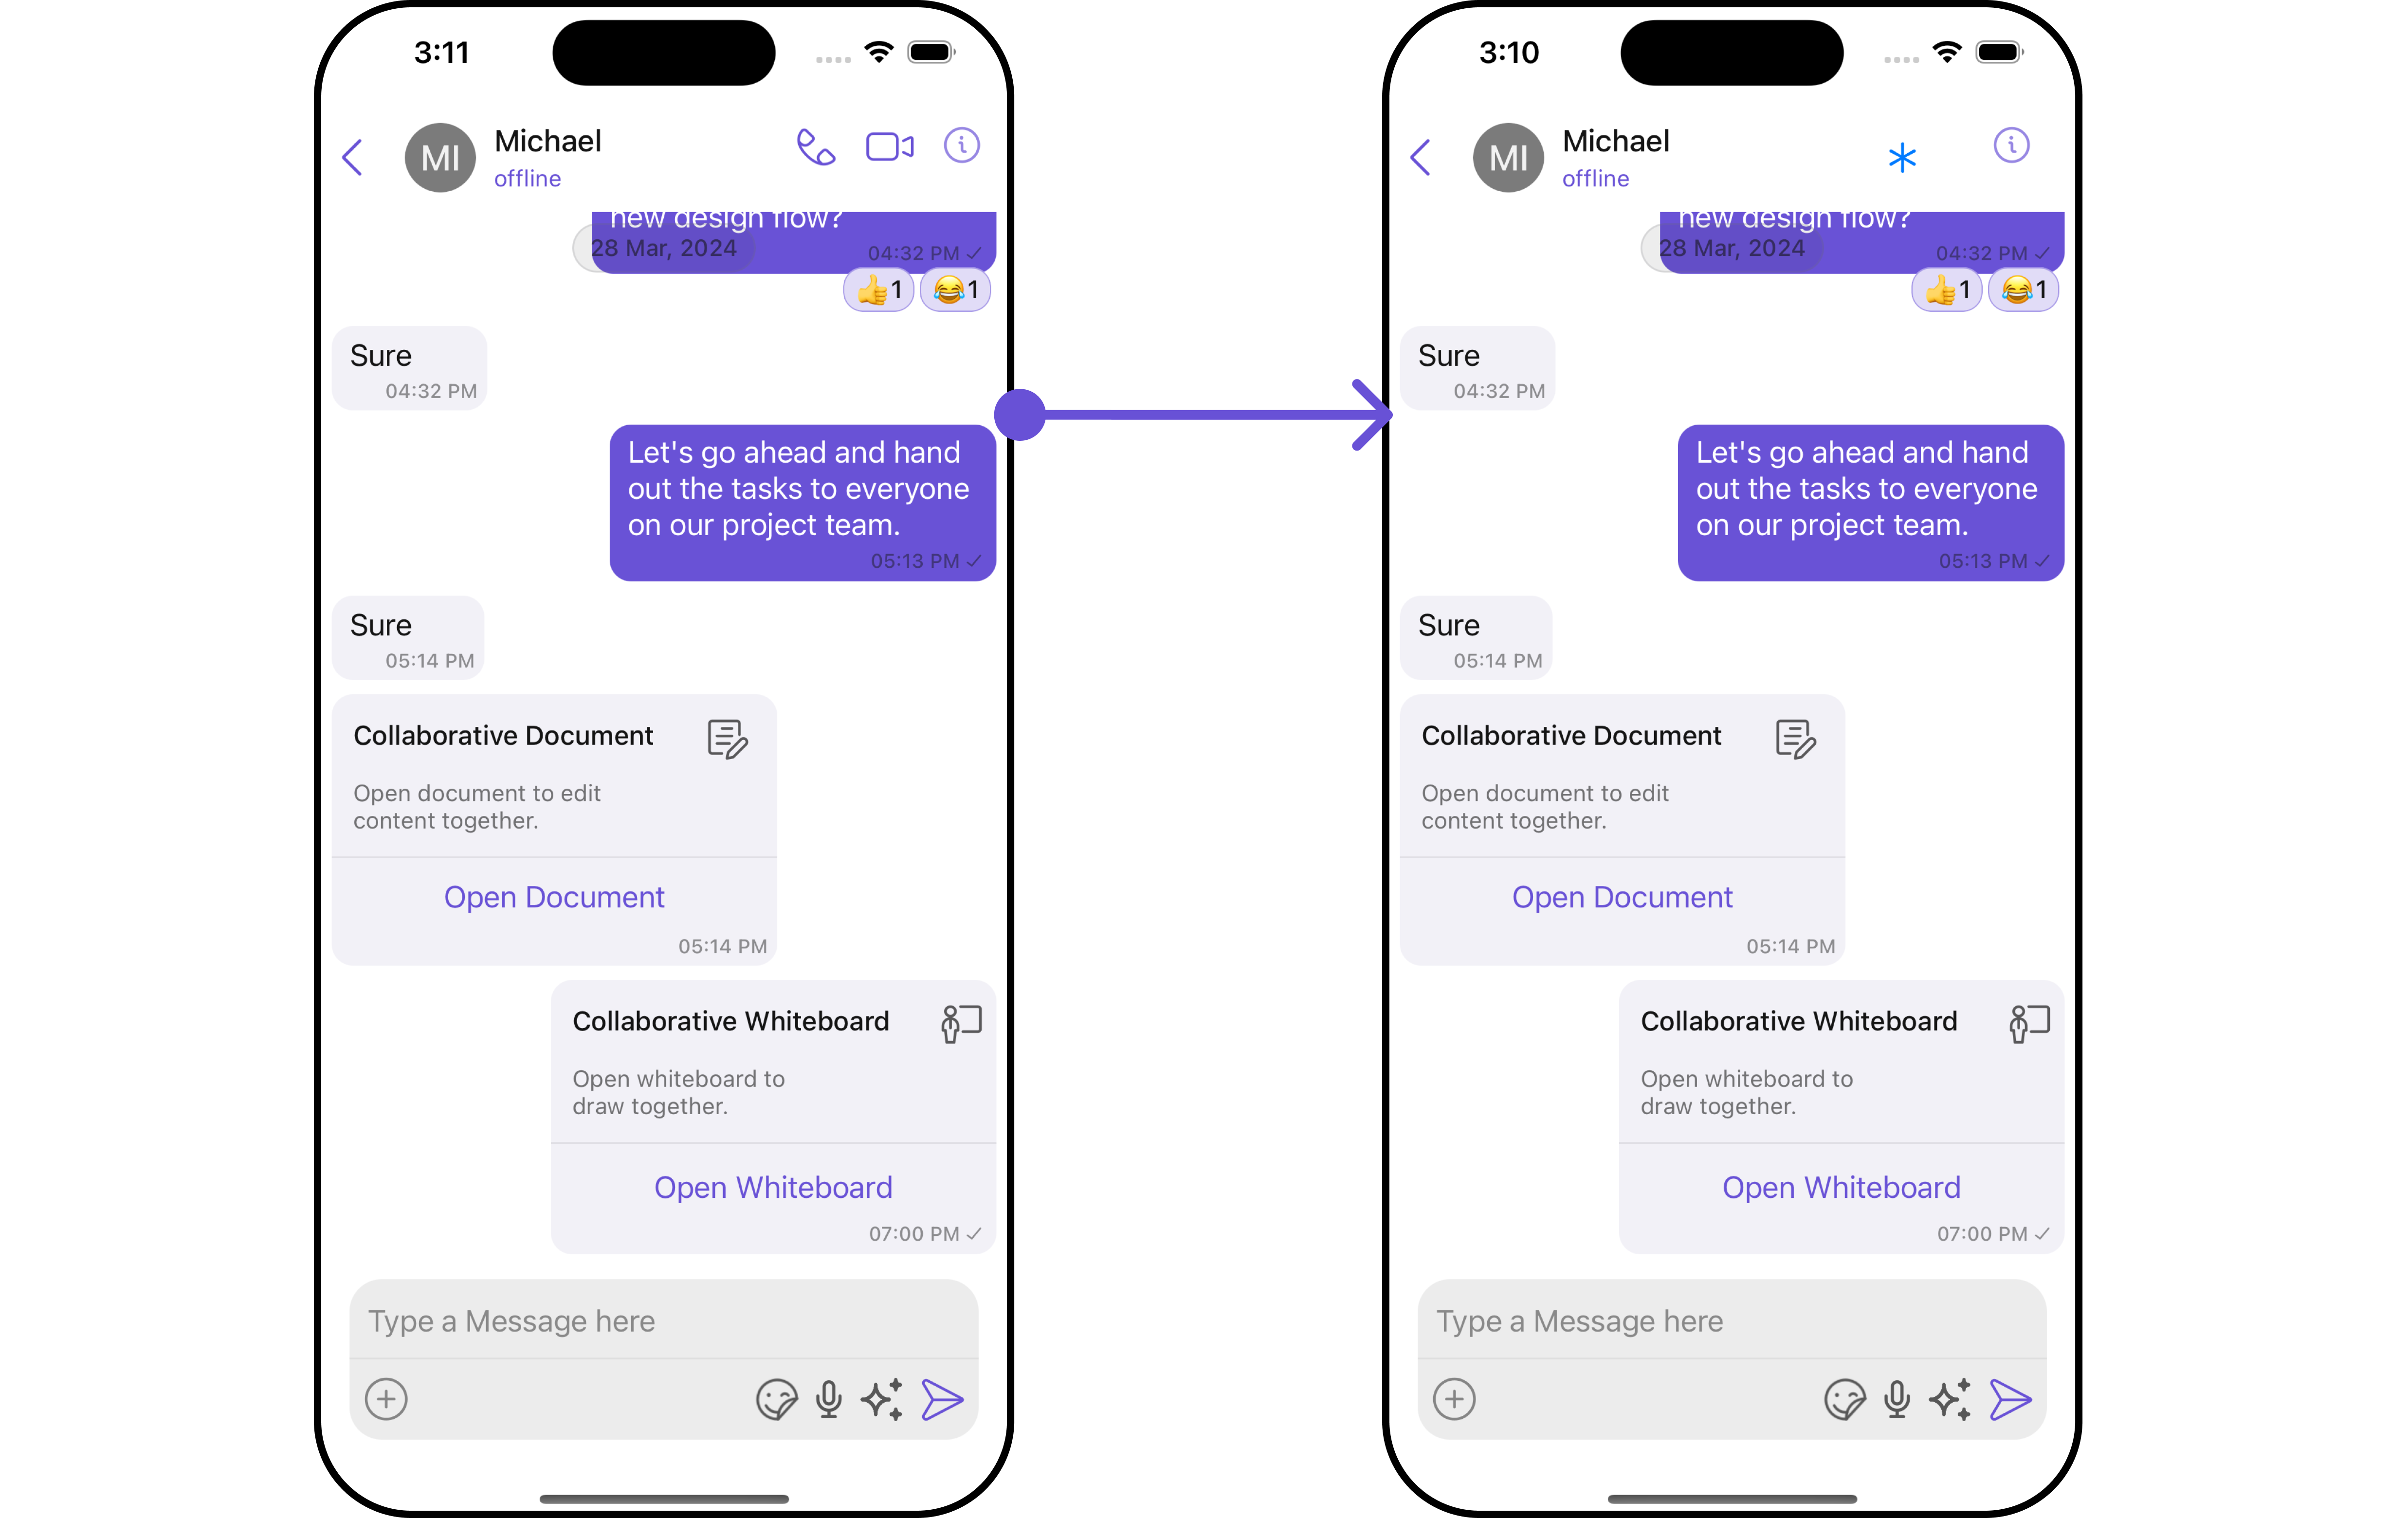 3:11
MI
Michael
offline
new design flow?
28 Mar, 2024
04:32 PM
1
1
Sure
04:32 PM
Let's go ahead and hand
out the tasks to everyone
on our project team.
05:13 PM
Sure
05:14 PM
Collaborative Document
Open document to edit
content together.
Open Document
05:14 PM
Collaborative Whiteboard
Open whiteboard to
draw together.
Open Whiteboard
07:00 PM
Type a Message here
3:10
MI
Michael
offline
new design flow?
28 Mar, 2024
04:32 PM
1
1
Sure
04:32 PM
Let's go ahead and hand
out the tasks to everyone
on our project team.
05:13 PM
Sure
05:14 PM
Collaborative Document
Open document to edit
content together.
Open Document
05:14 PM
Collaborative Whiteboard
Open whiteboard to
draw together.
Open Whiteboard
07:00 PM
Type a Message here